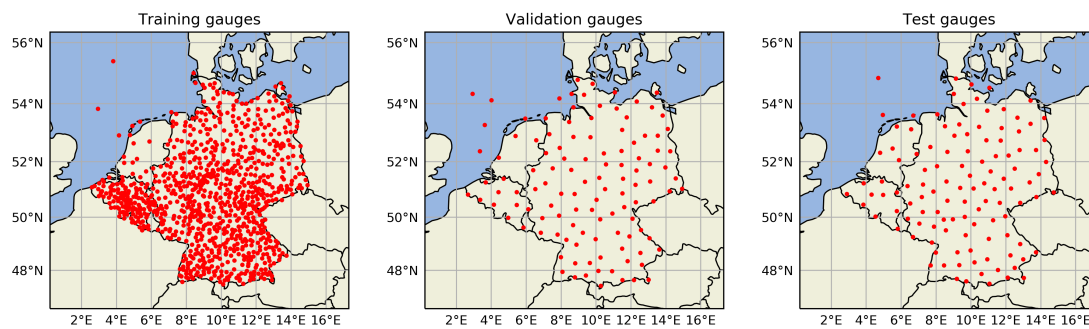 Training gauges
56°N
54°N
52°N
50°N
48°N
2°E 4°E 6°E 8°E 10°E 12°E 14°E 16°E
Validation gauges
56°N
54°N
52°N
50°N
48°N
2°E 4°E 6°E 8°E 10°E 12°E 14°E 16°E
Test gauges
56°N
54°N
52°N
50°N
48°N
2°E 4°E 6°E 8°E 10°E 12°E 14°E 16°E